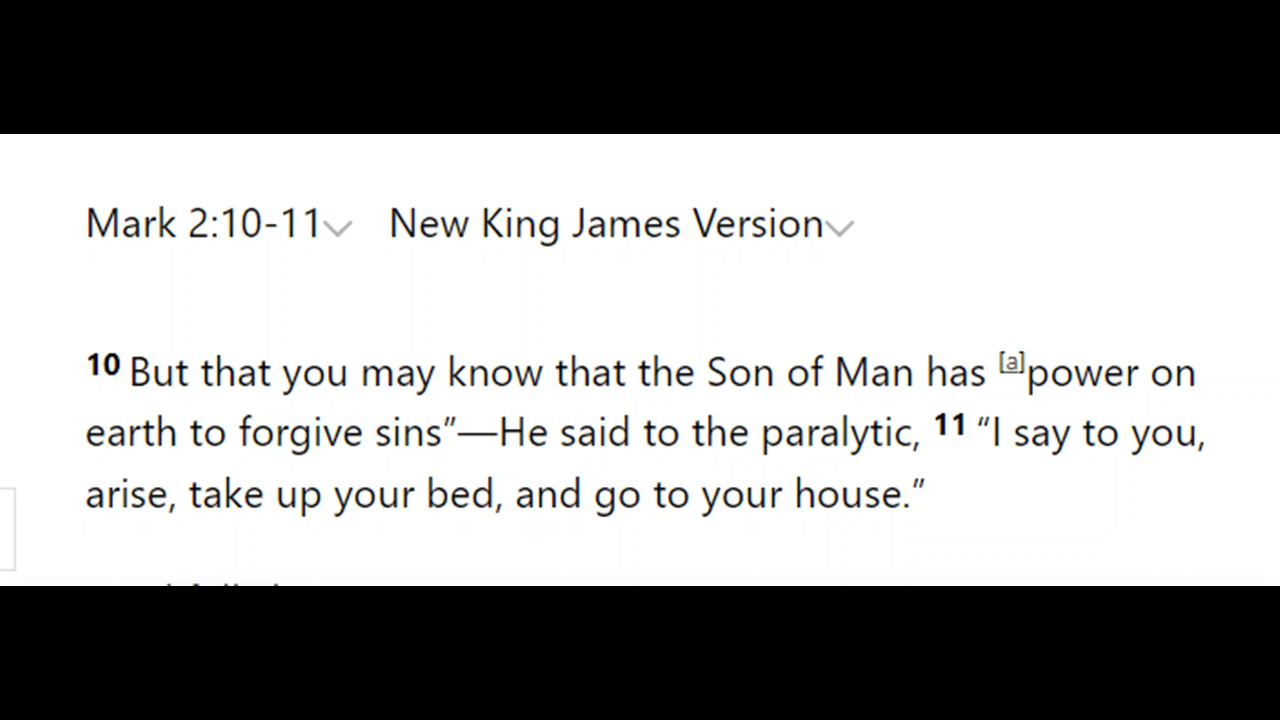 Mark 2:10-11 New King James Version
10 But that you may know that the Son of Man has [a]power on
earth to forgive sins”—He said to the paralytic, 11 “I say to you,
arise, take up your bed, and go to your house.”